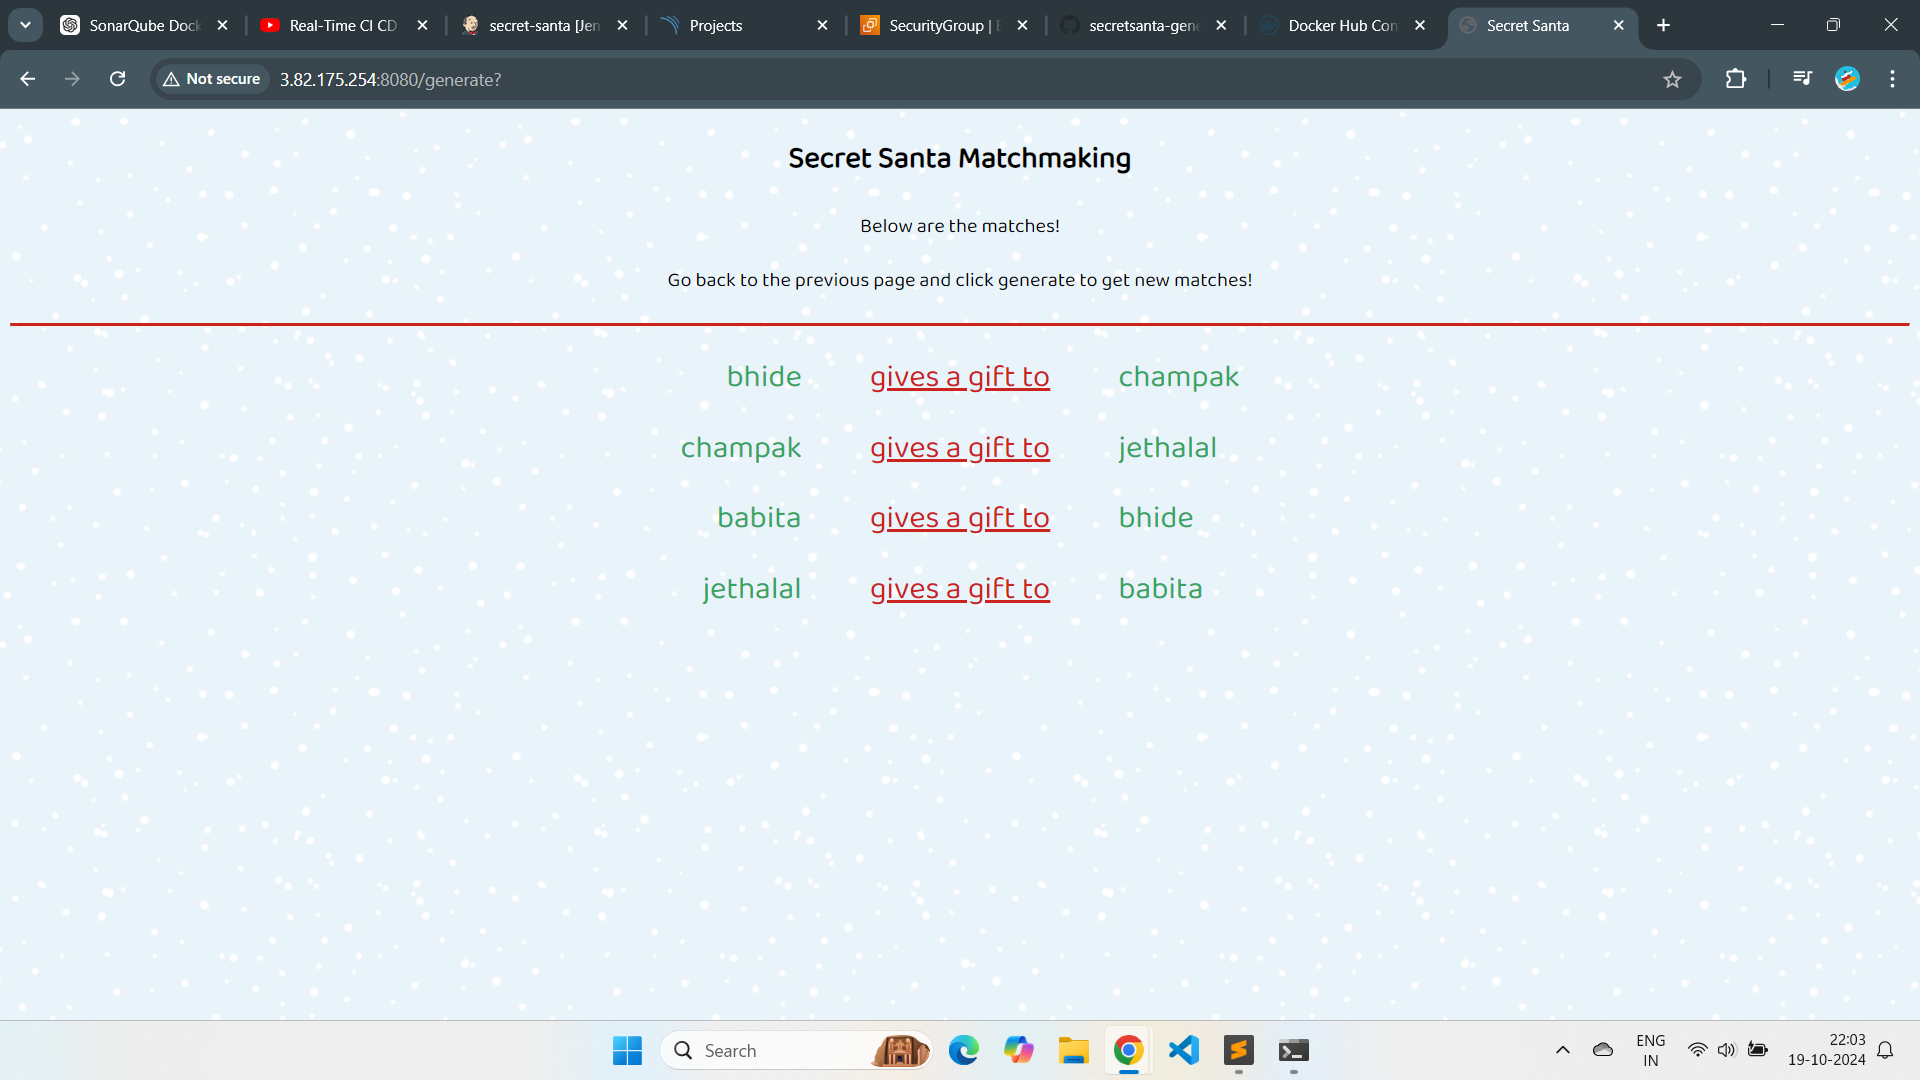 SonarQube Dock
Real-Time CI CD
secret-santa [Jen
Projects
SecurityGroup | E
secretsanta-gene
Docker Hub Con
Secret Santa
Not secure
3.82.175.254:8080/generate?
Secret Santa Matchmaking
Below are the matches!
Go back to the previous page and click generate to get new matches!
bhide gives a gift to champak
champak gives a gift to jethalal
babita gives a gift to bhide
jethalal gives a gift to babita
Search
ENG
IN
22:03
19-10-2024